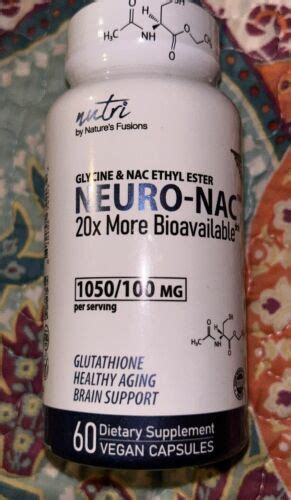 nutri
by Nature's Fusions
GLYCINE & NAC ETHYL ESTER
NEURO-NAC
20x More Bioavailable
1050/100 MG
per serving
GLUTATHIONE
HEALTHY AGING
BRAIN SUPPORT
60 Dietary Supplement
VEGAN CAPSULES